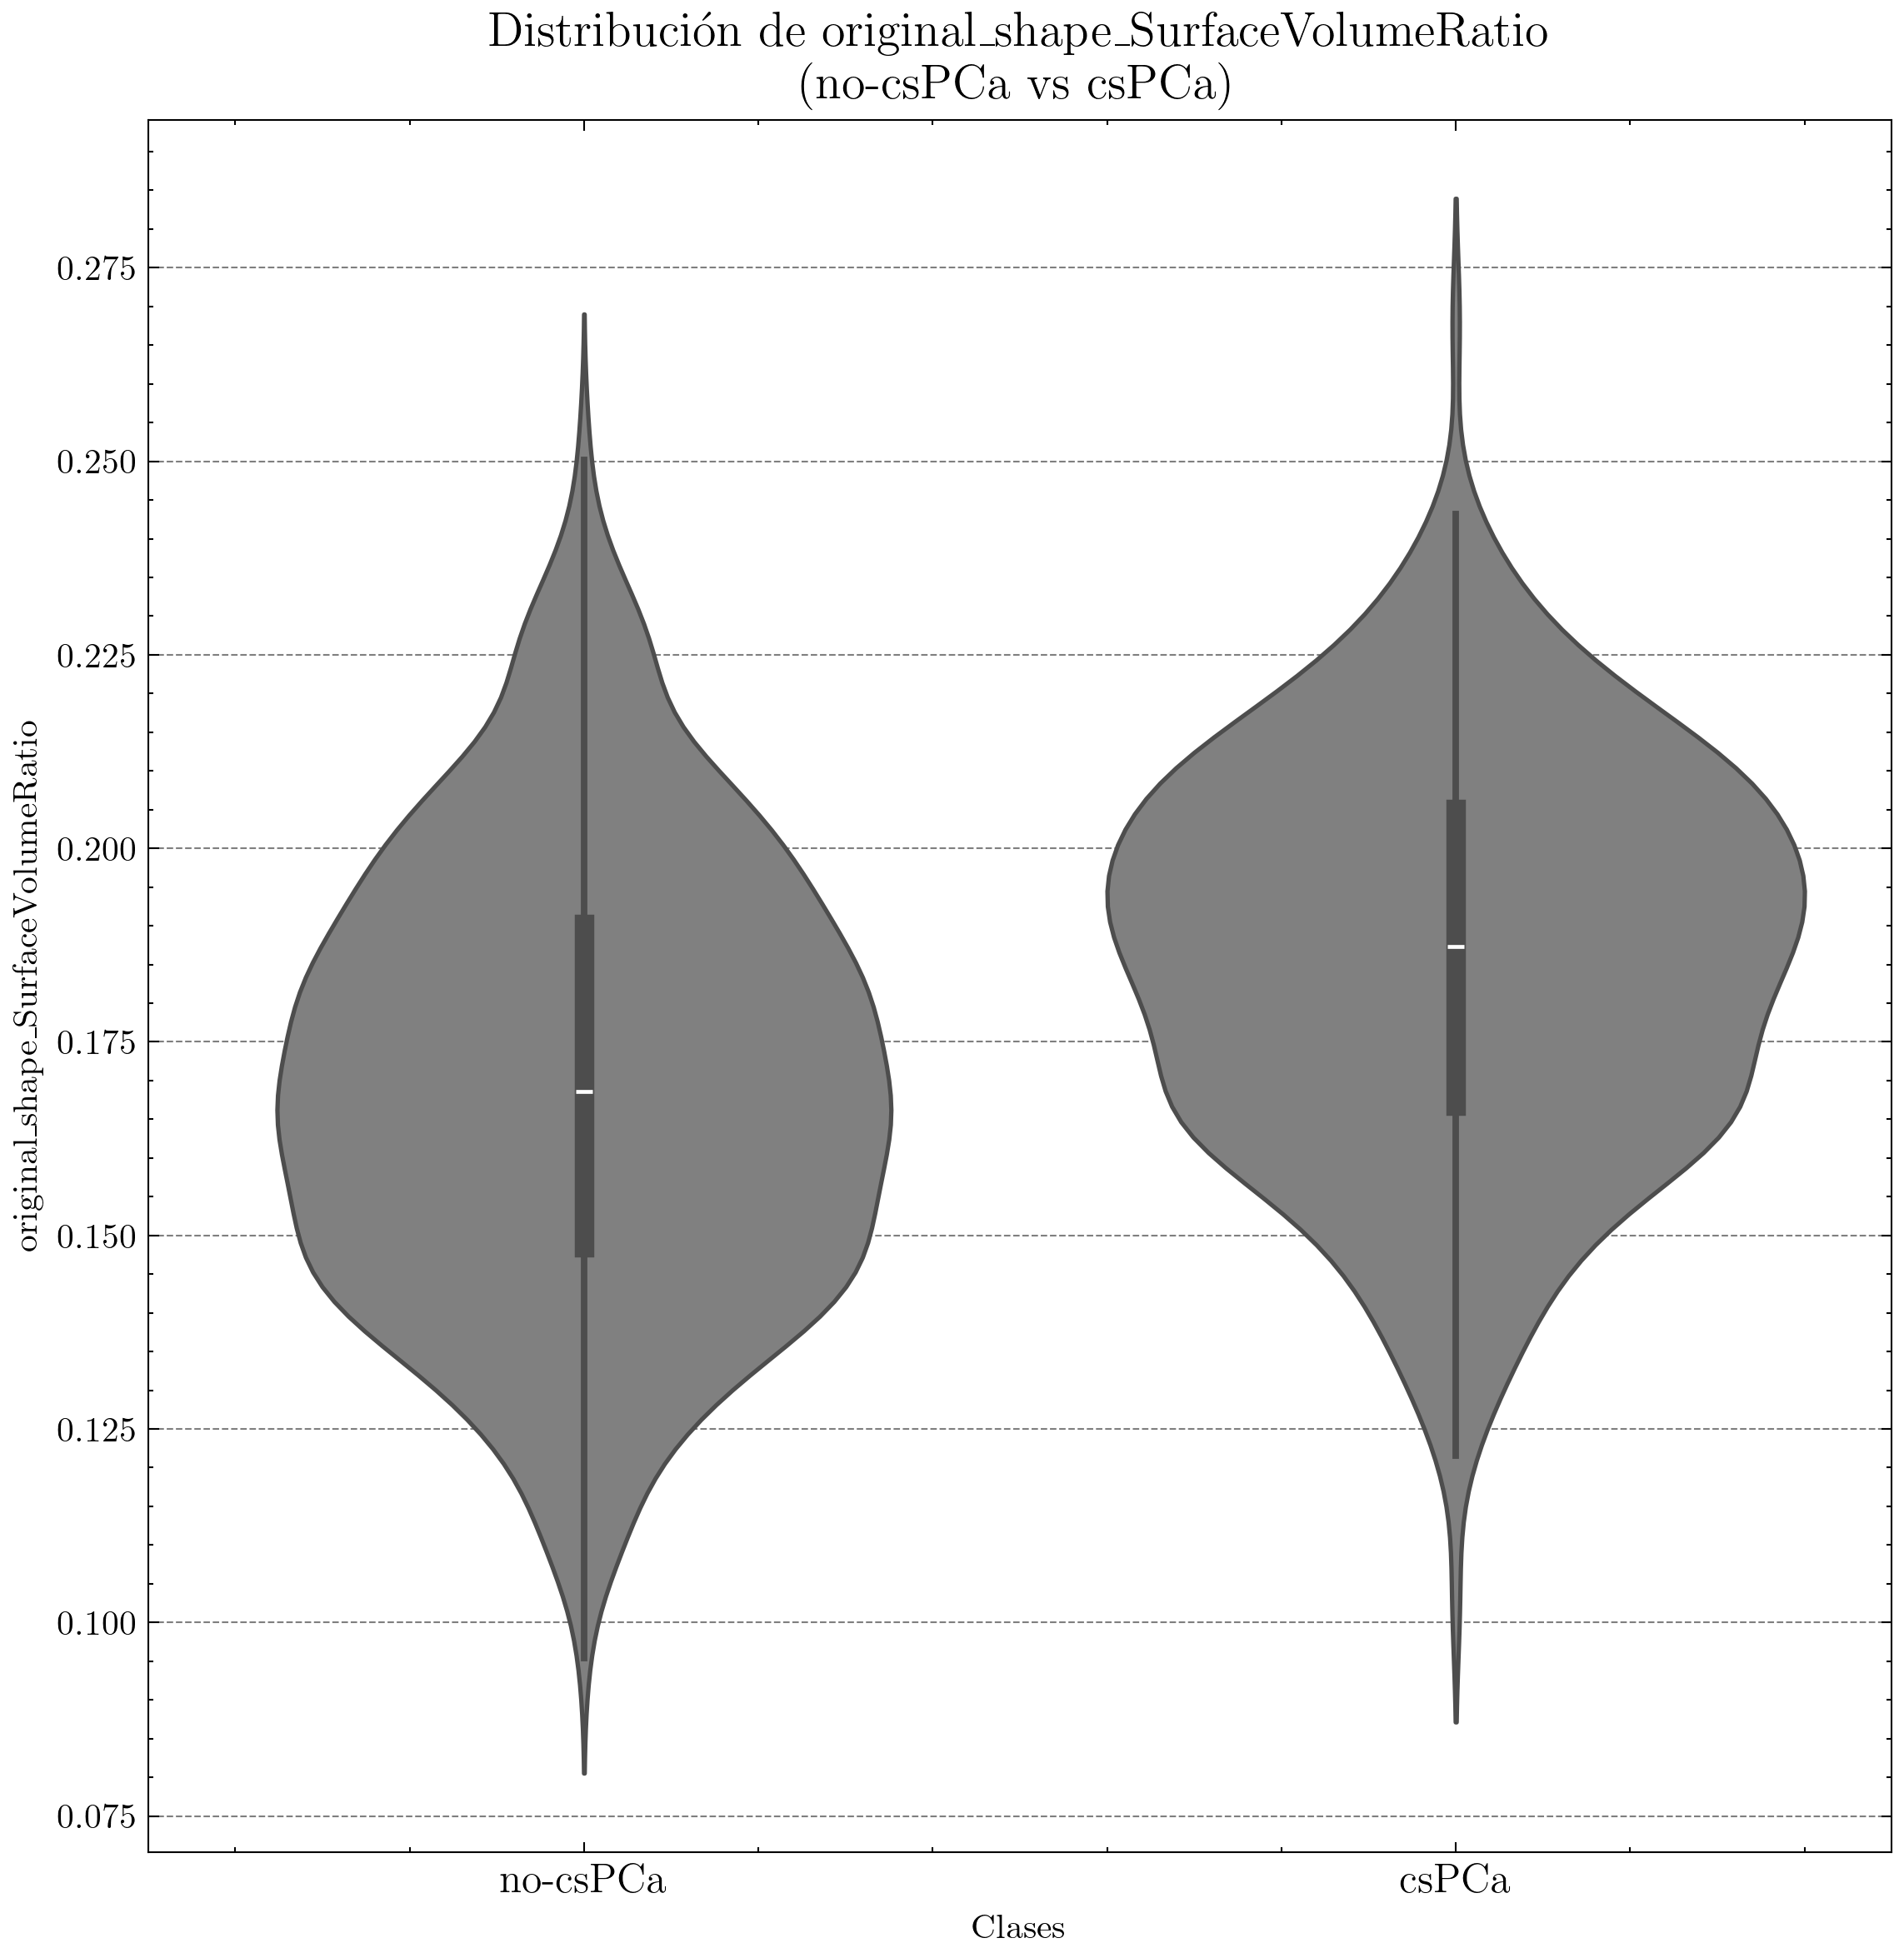 Distribución de original_shape_SurfaceVolumeRatio
(no-csPCa vs csPCa)
original_shape_SurfaceVolumeRatio
0.275
0.250
0.225
0.200
0.175
0.150
0.125
0.100
0.075
no-csPCa
csPCa
Clases